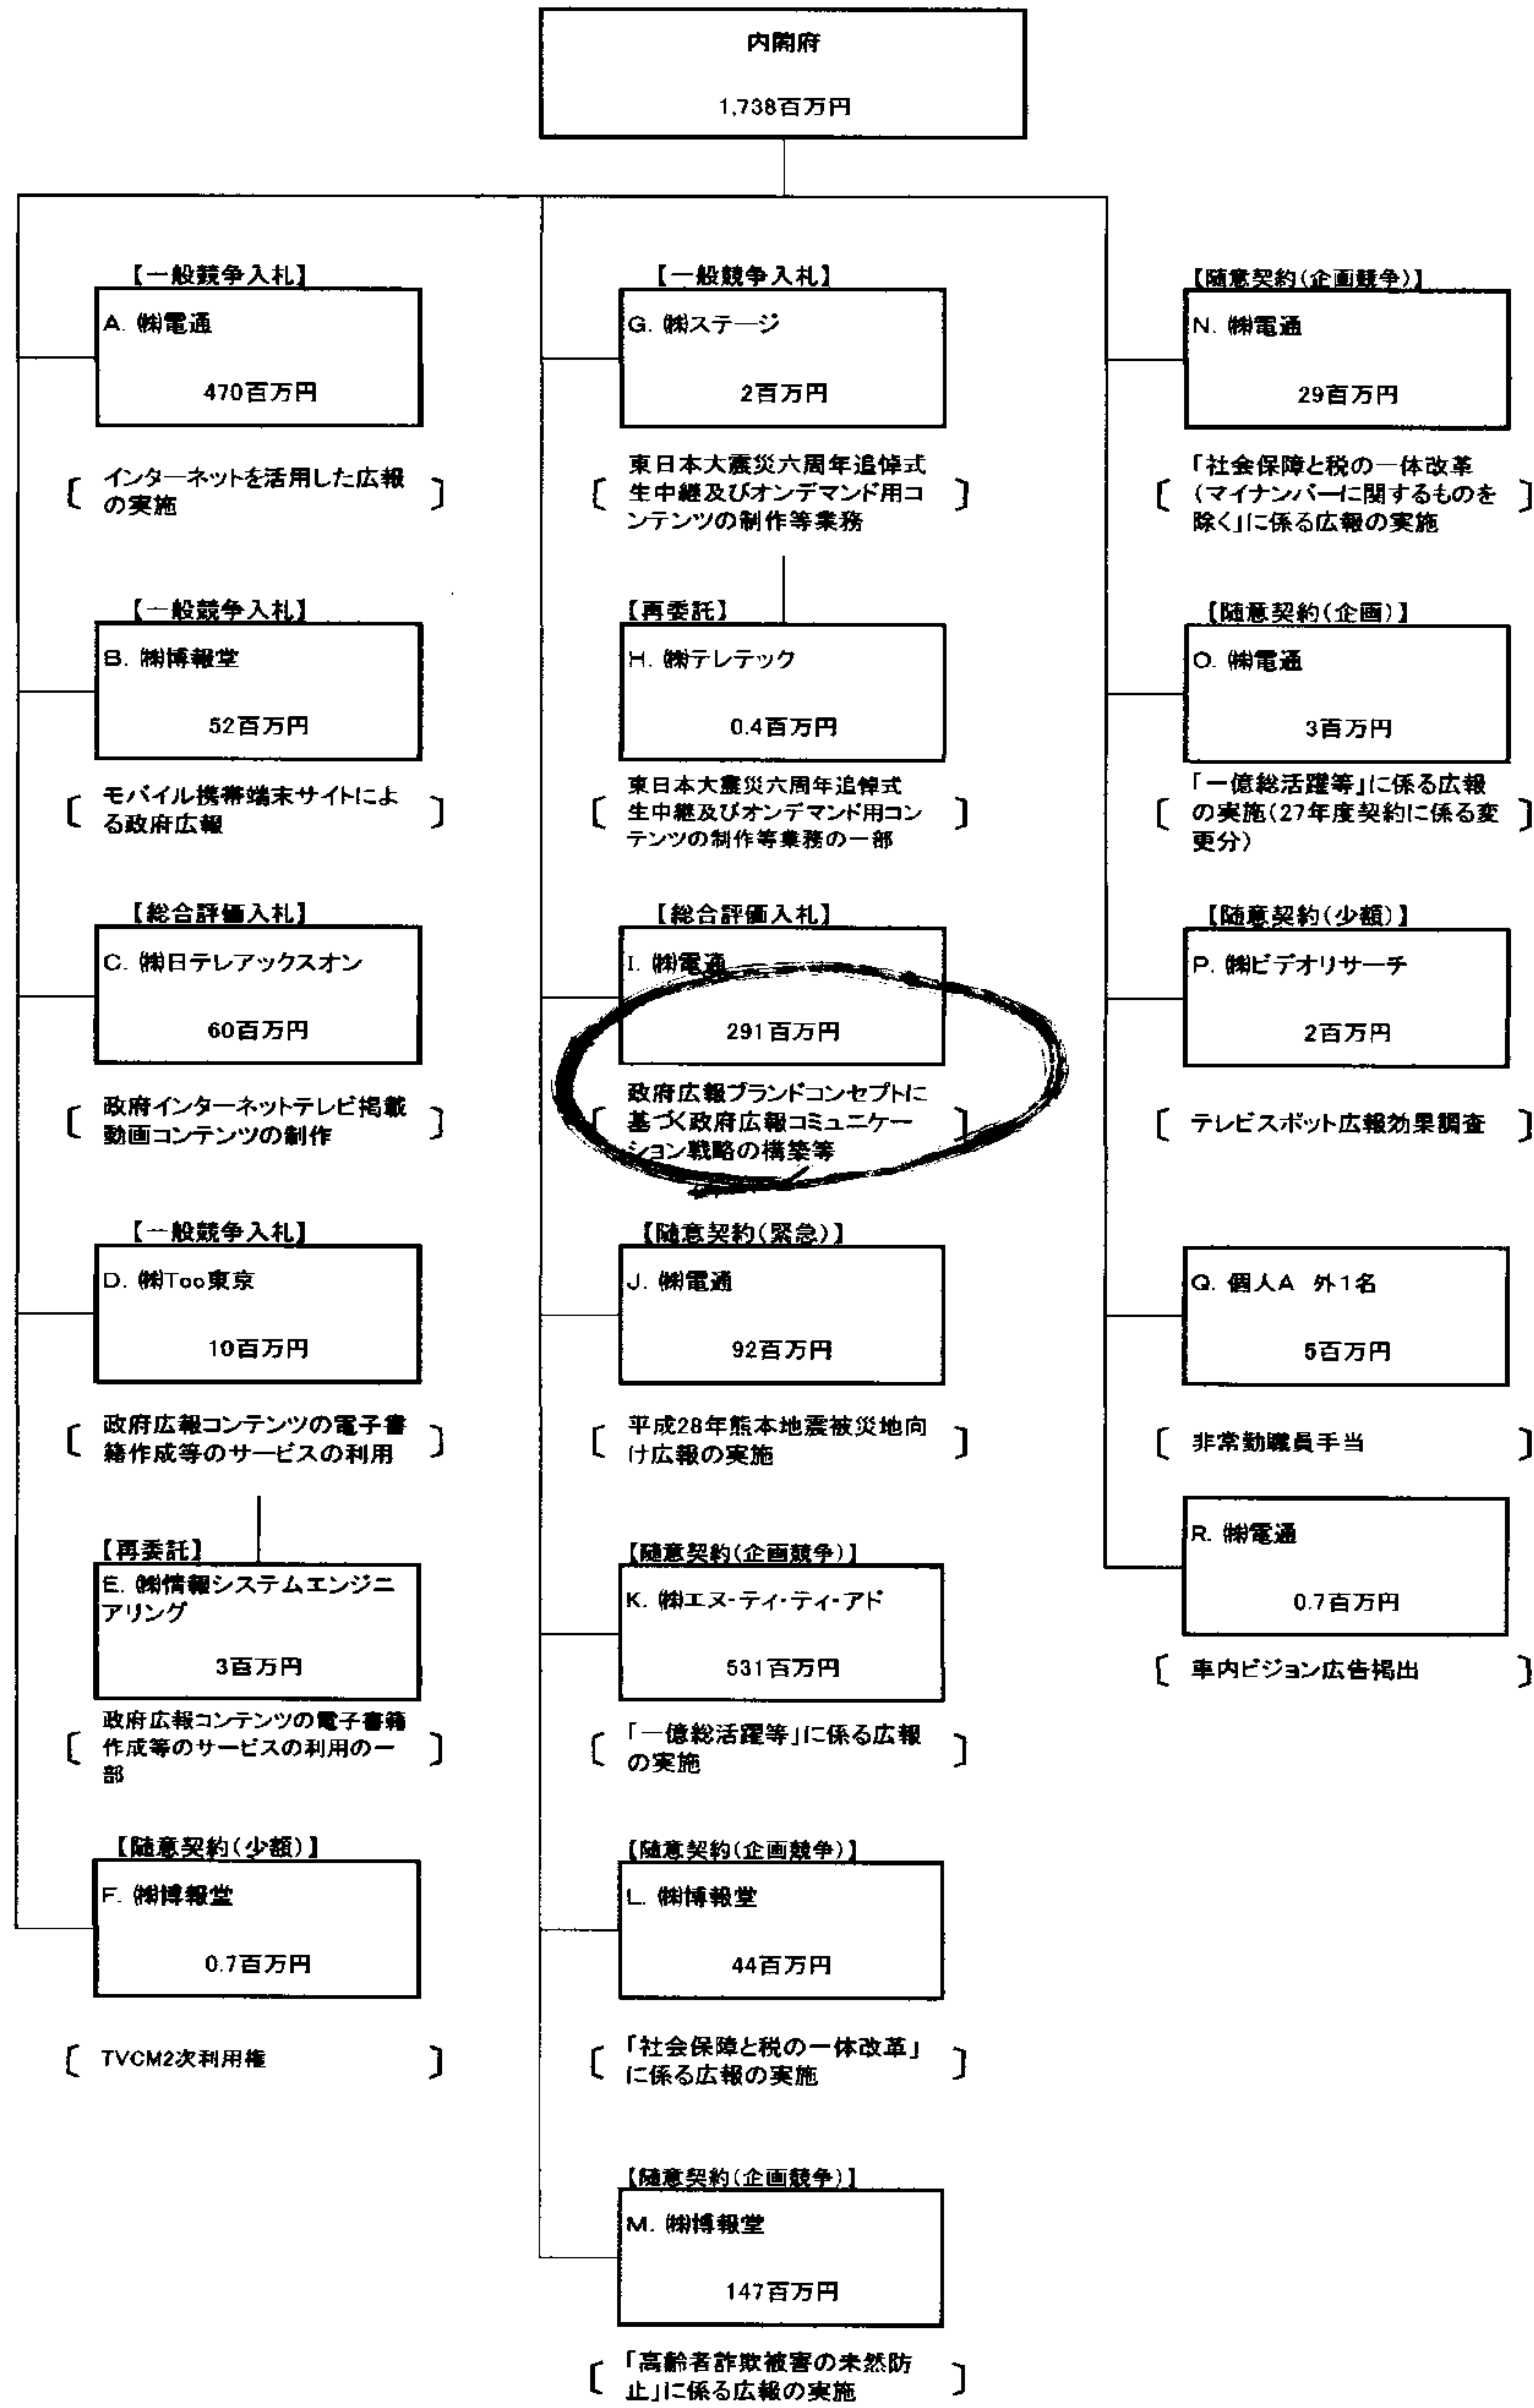 内閣府
1,738百万円
【一般競争入札】
A. ㈱電通
470百万円
インターネットを活用した広報
の実施
【一般競争入札】
B. ㈱博報堂
52百万円
モバイル携帯端末サイトによ
る政府広報
【総合評価入札】
C. ㈱日テレアックスオン
60百万円
政府インターネットテレビ掲載
動画コンテンツの制作
【一般競争入札】
D. ㈱Too東京
10百万円
政府広報コンテンツの電子書
籍作成等のサービスの利用
【再委託】
E. ㈱情報システムエンジニ
アリング
3百万円
政府広報コンテンツの電子書籍
作成等のサービスの利用の一
部
【随意契約(少額)】
F. ㈱博報堂
0.7百万円
TVCM2次利用権
【一般競争入札】
G. ㈱ステージ
2百万円
東日本大震災六周年追悼式
生中継及びオンデマンド用コ
ンテンツの制作等業務
【再委託】
H. ㈱テレテック
0.4百万円
東日本大震災六周年追悼式
生中継及びオンデマンド用コン
テンツの制作等業務の一部
【総合評価入札】
I. ㈱電通
291百万円
政府広報ブランドコンセプトに
基づく政府広報コミュニケー
ション戦略の構築等
【随意契約(緊急)】
J. ㈱電通
92百万円
平成28年熊本地震被災地向
け広報の実施
【随意契約(企画競争)】
K. ㈱エヌ・ティ・ティ・アド
531百万円
「一億総活躍等」に係る広報
の実施
【随意契約(企画競争)】
L. ㈱博報堂
44百万円
「社会保障と税の一体改革」
に係る広報の実施
【随意契約(企画競争)】
M. ㈱博報堂
147百万円
「高齢者詐欺被害の未然防
止」に係る広報の実施
【随意契約(企画競争)】
N. ㈱電通
29百万円
「社会保障と税の一体改革
(マイナンバーに関するものを
除く」に係る広報の実施
【随意契約(企画)】
O. ㈱電通
3百万円
「一億総活躍等」に係る広報
の実施(27年度契約に係る変
更分)
【随意契約(少額)】
P. ㈱ビデオリサーチ
2百万円
テレビスポット広報効果調査
Q. 個人A 外1名
5百万円
非常勤職員手当
R. ㈱電通
0.7百万円
車内ビジョン広告掲出